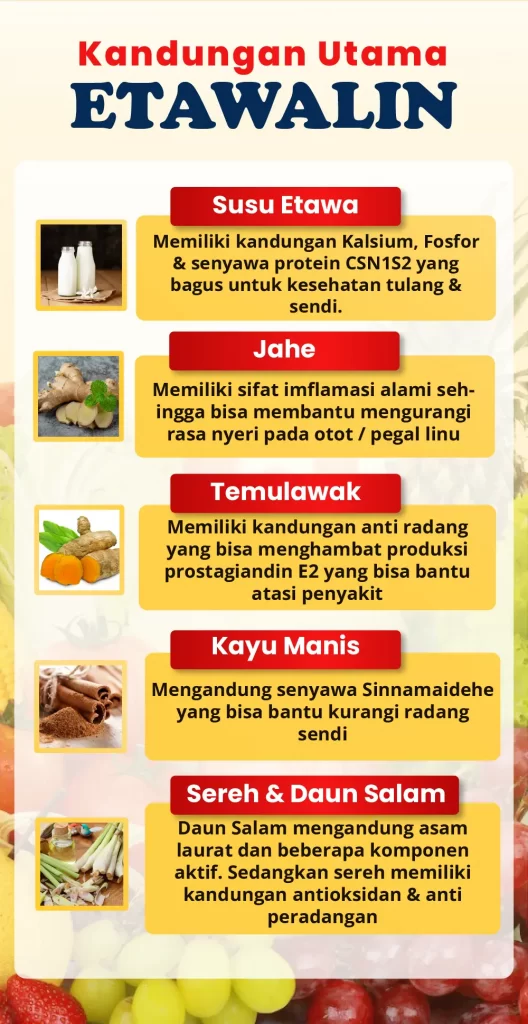 Kandungan Utama
ETAWALIN
Susu Etawa
Memiliki kandungan Kalsium, Fosfor
& senyawa protein CSN1S2 yang
bagus untuk kesehatan tulang &
sendi.
Jahe
Memiliki sifat imflamasi alami seh-
ingga bisa membantu mengurangi
rasa nyeri pada otot / pegal linu
Temulawak
Memiliki kandungan anti radang
yang bisa menghambat produksi
prostagiandin E2 yang bisa bantu
atasi penyakit
Kayu Manis
Mengandung senyawa Sinnamaidehe
yang bisa bantu kurangi radang
sendi
Sereh & Daun Salam
Daun Salam mengandung asam
laurat dan beberapa komponen
aktif. Sedangkan sereh memiliki
kandungan antioksidan & anti
peradangan